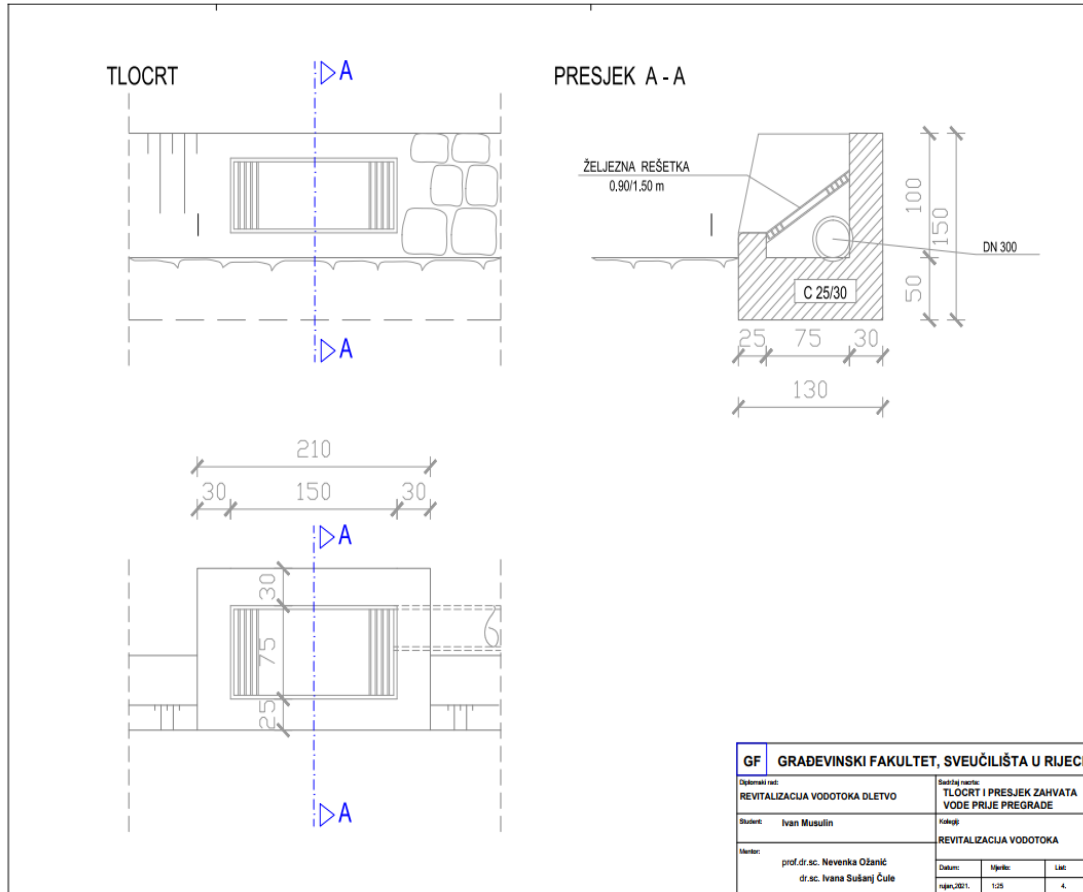 TLOCRT
A
PRESJEK A - A
ŽELJEZNA REŠETKA
0,90/1.50 m
100
150
50
DN 300
C 25/30
25 75 30
130
A
210
30 150 30
A
30
75
25
A
GF GRAĐEVINSKI FAKULTET, SVEUČILIŠTA U RIJECI
Diplomski rad:
REVITALIZACIJA VODOTOKA DLETVO
Sadržaj nacrta:
TLOCRT I PRESJEK ZAHVATA
VODE PRIJE PREGRADE
Student: Ivan Musulin
Kolegij:
REVITALIZACIJA VODOTOKA
Mentor:
prof.dr.sc. Nevenka Ožanić
dr.sc. Ivana Sušanj Čule
Datum: Mjerilo: List:
rujan,2021. 1:25 4.